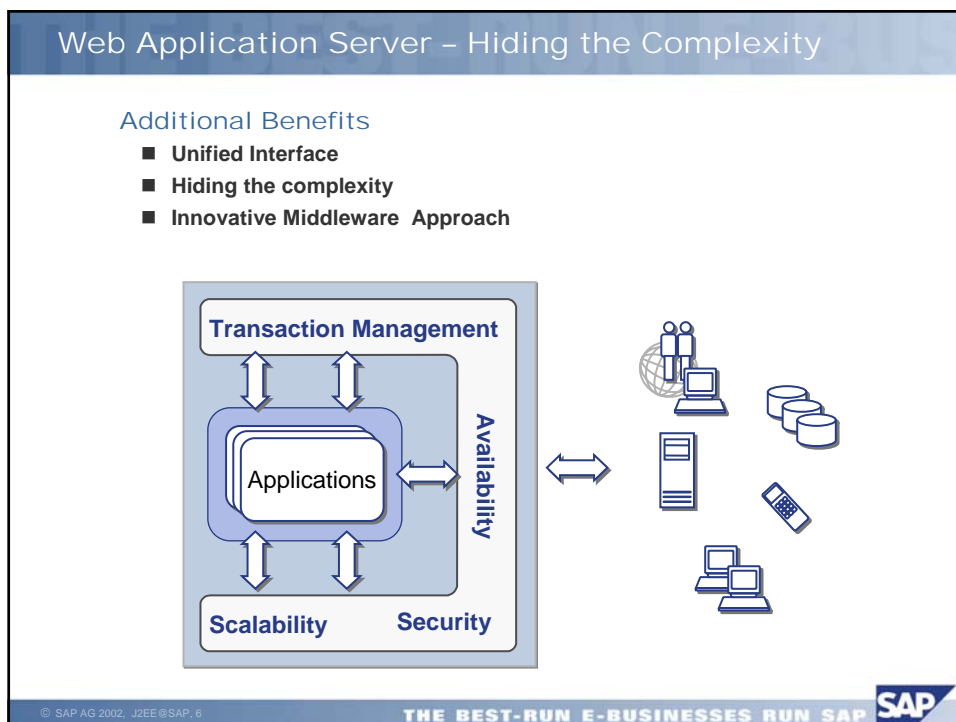 Web Application Server – Hiding the Complexity
Additional Benefits
Unified Interface
Hiding the complexity
Innovative Middleware Approach
Transaction Management
Applications
Availability
Scalability
Security
© SAP AG 2002, J2EE@SAP, 6
THE BEST-RUN E-BUSINESSES RUN SAP
SAP